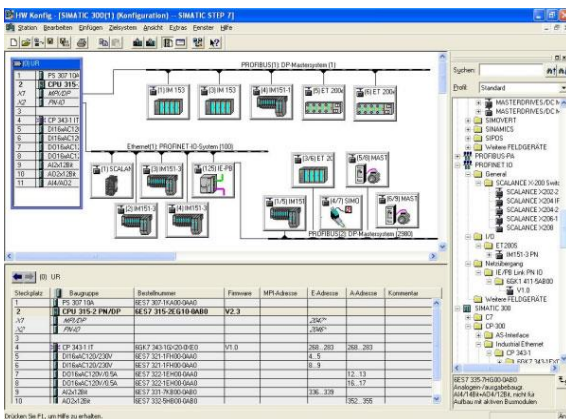 HW Konfig - [SIMATIC 300(1) (Konfiguration) -- SIMATIC STEP 7]
Station Bearbeiten Einfügen Zielsystem Ansicht Extras Fenster Hilfe
(0) UR
1 PS 307 10A
2 CPU 315-
X1 MPI/DP
X2 PN-IO
3
4 CP 343-1 IT
5 DI16xAC12
6 DI16xAC12
7 DO16xAC1
8 DO16xAC1
9 AI2x12Bit
10 AO2x12Bit
11 AI4/AO2
PROFIBUS(1) DP-Mastersystem (1)
(1) IM 153
(3) IM 153
(4) IM151-1
(5) ET 200
(6) ET 200
Ethernet(1) PROFINET-IO-System (100)
(1) SCALAN
(3) IM151-3
(125) IE-PB
(2) IM151-3
(4) IM151-3
(3/6) ET 20
(5/8) MAST
(1/5) IM151
(4/7) SIMO
(6/9) MAST
PROFIBUS(2) DP-Mastersystem (2980)
Suchen:
Profil: Standard
MASTERDRIVES/DC M
MASTERDRIVES/DC M
SIMOVERT
SINAMICS
SIPOS
Weitere FELDGERÄTE
PROFIBUS-PA
PROFINET IO
General
SCALANCE X-200 Switc
SCALANCE X202-2
SCALANCE X204 IF
SCALANCE X204-2
SCALANCE X206-1
SCALANCE X208
I/O
ET200S
IM151-3 PN
Netzübergang
IE/PB Link PN IO
6GK1 411-5AB00
V1.0
Weitere FELDGERÄTE
SIMATIC 300
C7
CP-300
AS-Interface
Industrial Ethernet
CP 343-1
6ES7 335-7HG00-0AB0
Analogein-/ausgabebaugr.
AI4/14Bit+AO4/12Bit, nicht für
Aufbau mit aktiven Busmodulen
(0) UR
Steckplatz Baugruppe Bestellnummer Firmware MPI-Adresse E-Adresse A-Adresse Kommentar
1 PS 307 10A 6ES7 307-1KA00-0AA0
2 CPU 315-2 PN/DP 6ES7 315-2EG10-0AB0 V2.3
X1 MPI/DP 2047*
X2 PN-IO 2046*
3
4 CP 343-1 IT 6GK7 343-1GX20-0XE0 V1.0 268...283 268...283
5 DI16xAC120/230V 6ES7 321-1FH00-0AA0 4...5
6 DI16xAC120/230V 6ES7 321-1FH00-0AA0 8...9
7 DO16xAC120V/0.5A 6ES7 322-1EH00-0AA0 12...13
8 DO16xAC120V/0.5A 6ES7 322-1EH00-0AA0 16...17
9 AI2x12Bit 6ES7 331-7KB00-0AB0 336...339
10 AO2x12Bit 6ES7 332-5HB00-0AB0 352...355
Drücken Sie F1, um Hilfe zu erhalten.